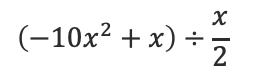 (−10x² + x) ÷ x/2